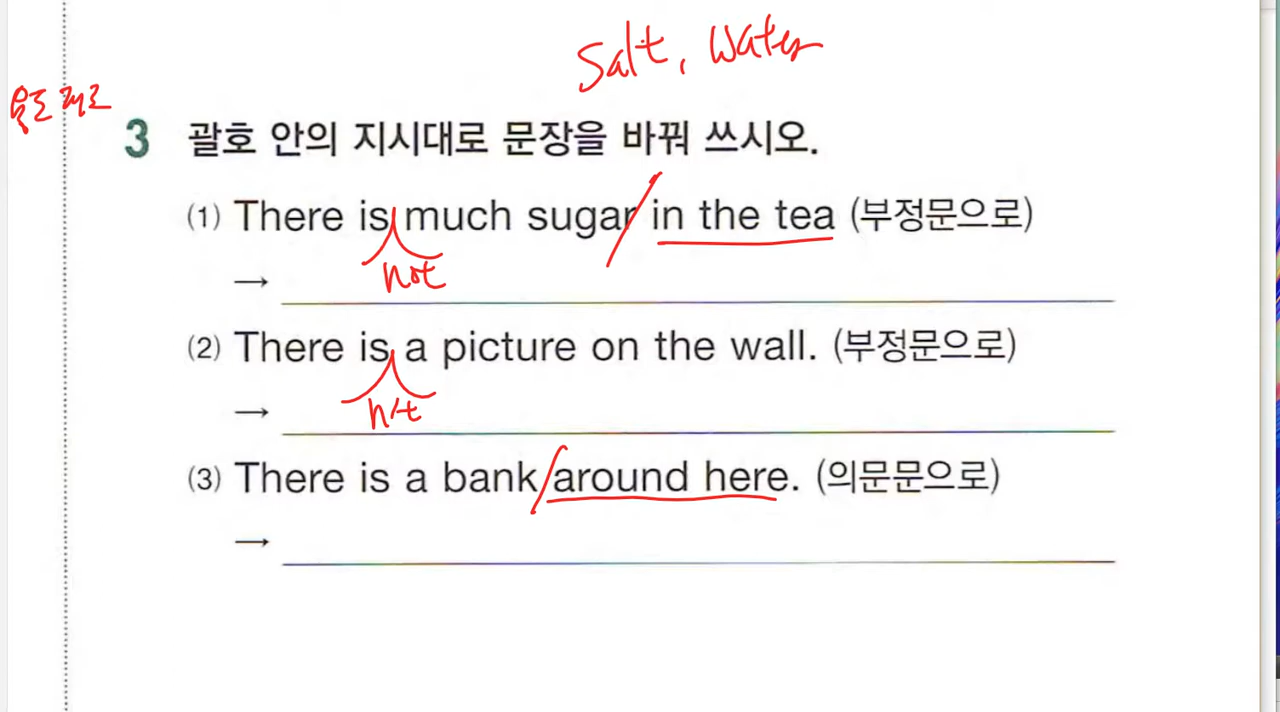 Salt, Water
3 괄호 안의 지시대로 문장을 바꿔 쓰시오.
(1) There is much sugar in the tea (부정문으로)
not
→
(2) There is a picture on the wall. (부정문으로)
n't
→
(3) There is a bank around here. (의문문으로)
→